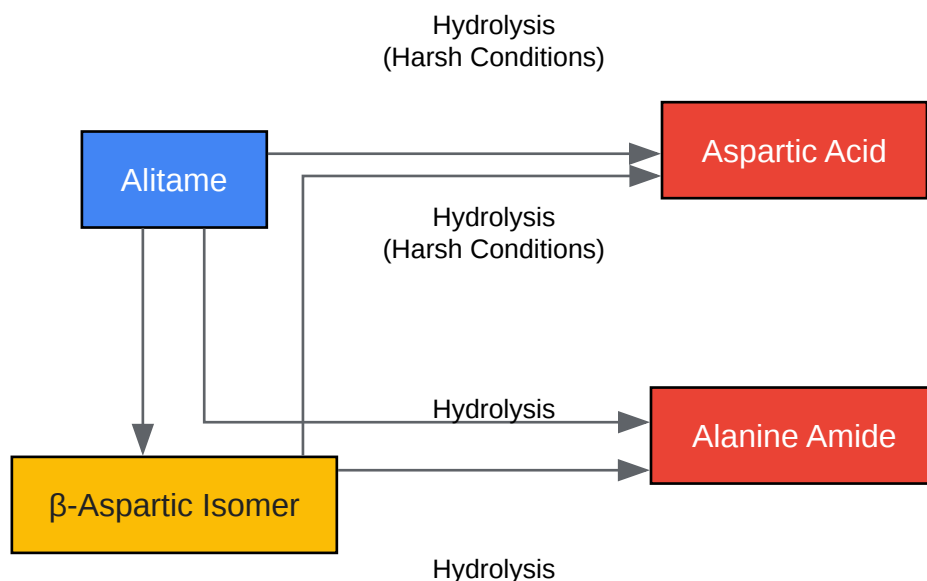 Hydrolysis
(Harsh Conditions)
Aspartic Acid
Alitame
Hydrolysis
(Harsh Conditions)
Hydrolysis
Alanine Amide
β-Aspartic Isomer
Hydrolysis